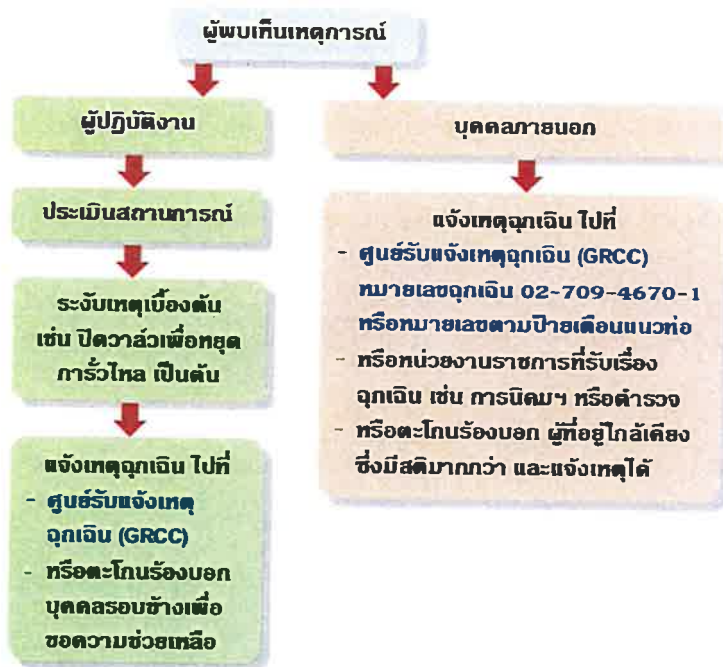 ผู้พบเห็นเหตุการณ์
ผู้ปฏิบัติงาน
ประเมินสถานการณ์
ระงับเหตุเบื้องต้น
เช่น ปิดวาล์วเพื่อหยุด
การั่วไหล เป็นต้น
แจ้งเหตุฉุกเฉิน ไปที่
- ศูนย์รับแจ้งเหตุ
ฉุกเฉิน (GRCC)
- หรือตะโกนร้องบอก
บุคคลรอบข้างเพื่อ
ขอความช่วยเหลือ
บุคคลภายนอก
แจ้งเหตุฉุกเฉิน ไปที่
- ศูนย์รับแจ้งเหตุฉุกเฉิน (GRCC)
หมายเลขฉุกเฉิน 02-709-4670-1
หรือหมายเลขตามป้ายเตือนแนวท่อ
- หรือหน่วยงานราชการที่รับเรื่อง
ฉุกเฉิน เช่น การนิคมฯ หรือตำรวจ
- หรือตะโกนร้องบอก ผู้ที่อยู่ใกล้เคียง
ซึ่งมีสติมากกว่า และแจ้งเหตุได้